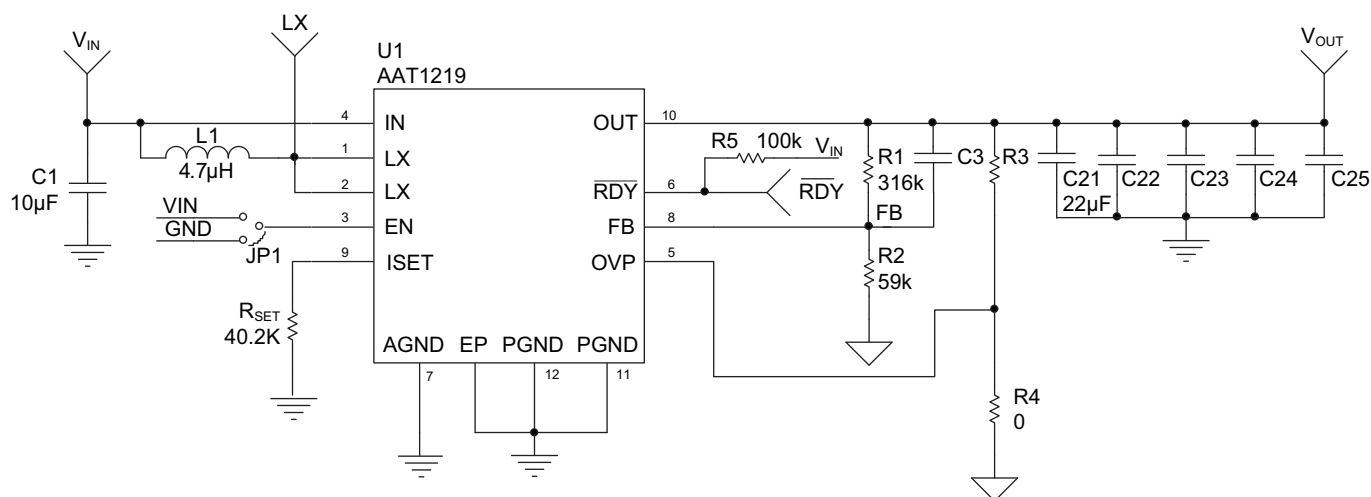 LX
V_IN
V_OUT
U1
AAT1219
4
IN
OUT
10
L1
4.7µH
1
LX
R5
100k
V_IN
R1
316k
C3
R3
C21
22µF
C22
C23
C24
C25
C1
10µF
2
LX
RDY
6
RDY
VIN
GND
JP1
3
EN
FB
8
FB
9
ISET
OVP
5
R2
59k
R_SET
40.2K
AGND
EP
PGND
PGND
7
12
11
R4
0